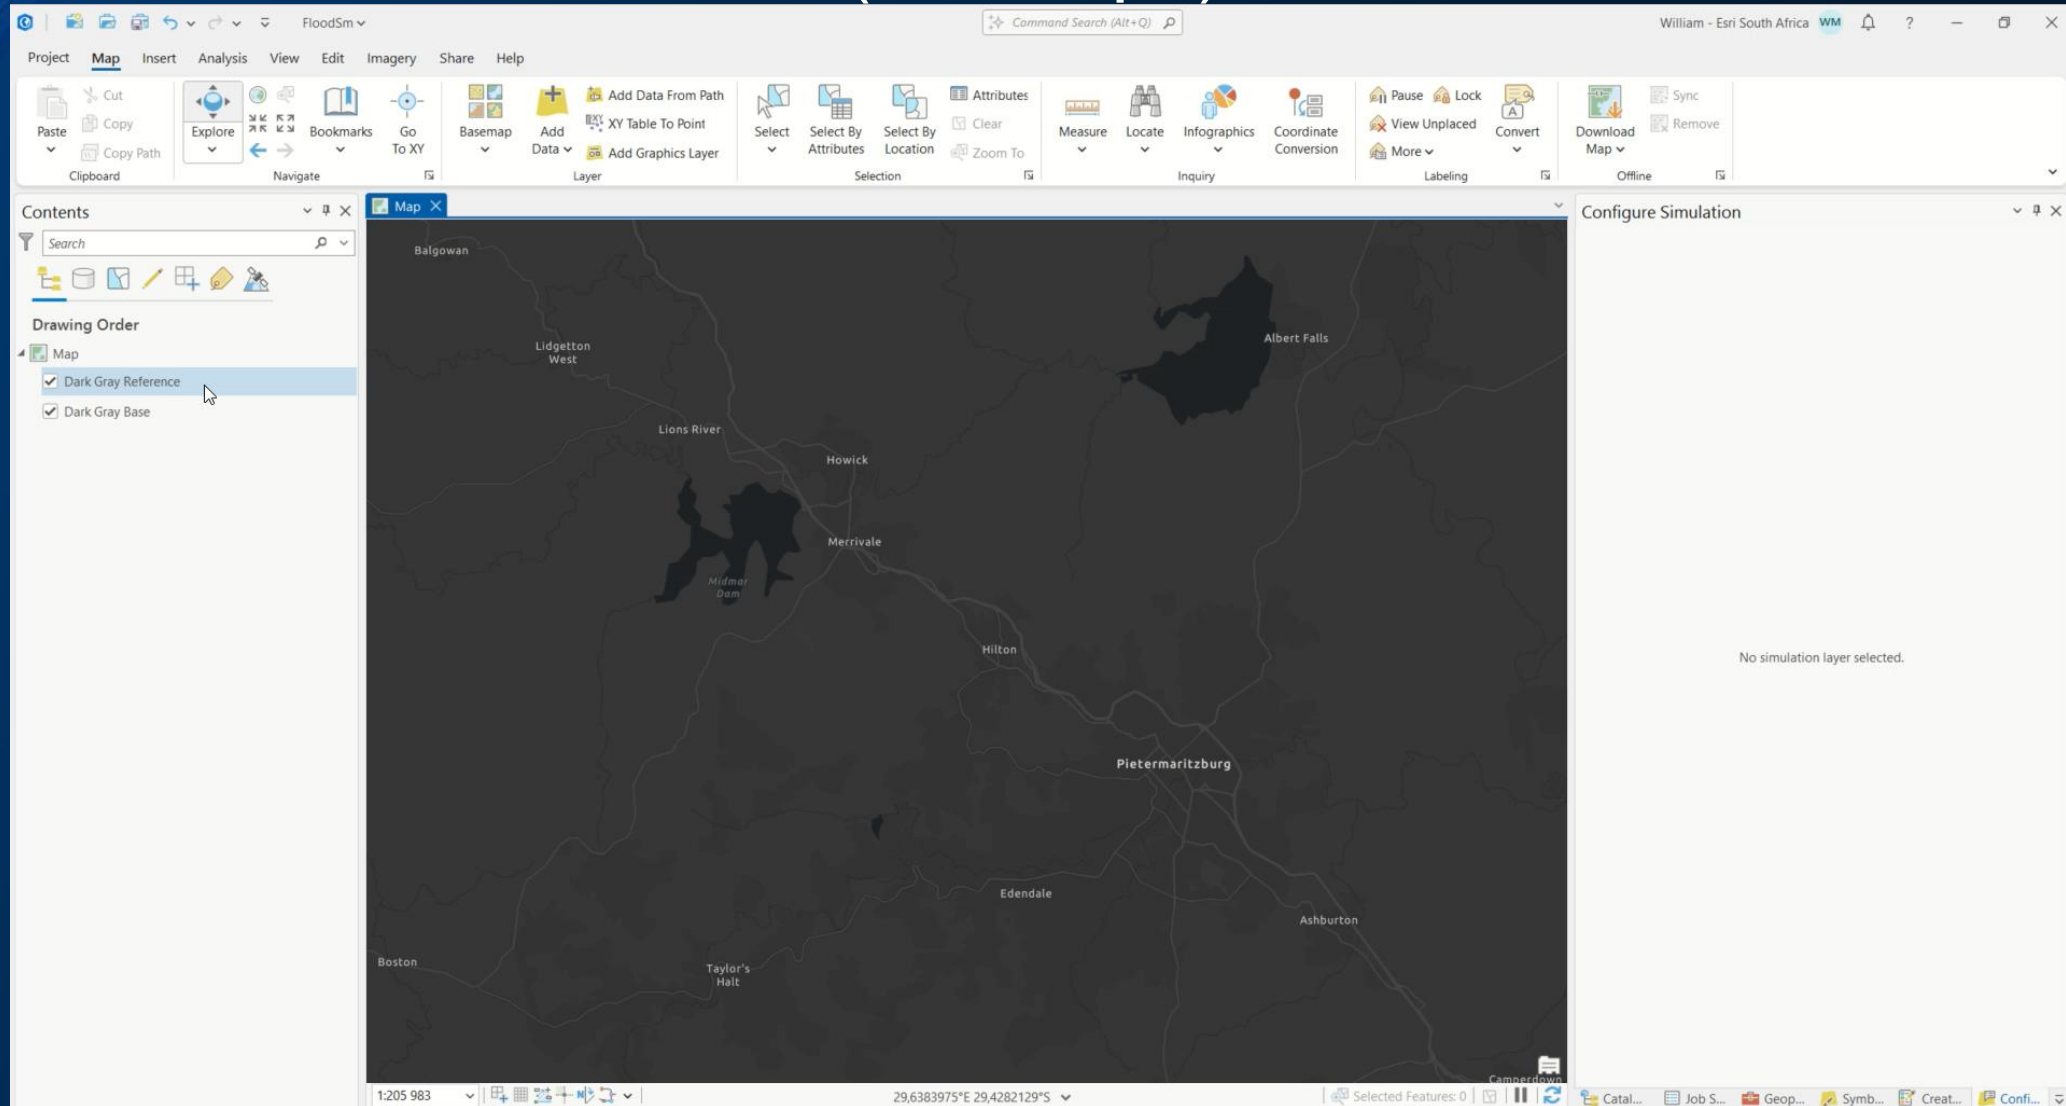 FloodSm
Command Search (Alt+Q)
William - Esri South Africa WM
?
Project Map Insert Analysis View Edit Imagery Share Help
Paste
Cut
Copy
Copy Path
Clipboard
Explore
Bookmarks
Go
To XY
Navigate
Basemap
Add
Data
Add Data From Path
XY Table To Point
Add Graphics Layer
Layer
Select
Select By
Attributes
Select By
Location
Attributes
Clear
Zoom To
Selection
Measure
Locate
Infographics
Coordinate
Conversion
Inquiry
Pause Lock
View Unplaced
More
Convert
Labeling
Download
Map
Sync
Remove
Offline
Contents
Search
Drawing Order
Map
Dark Gray Reference
Dark Gray Base
Map
Balgowan
Lidgetton
West
Albert Falls
Lions River
Howick
Merrivale
Midmar
Dam
Hilton
Pietermaritzburg
Edendale
Ashburton
Boston
Taylor's
Halt
Camperdown
1:205 983
29,6383975°E 29,4282129°S
Selected Features: 0
Configure Simulation
No simulation layer selected.
Catal... Job S... Geop... Symb... Creat... Confi...